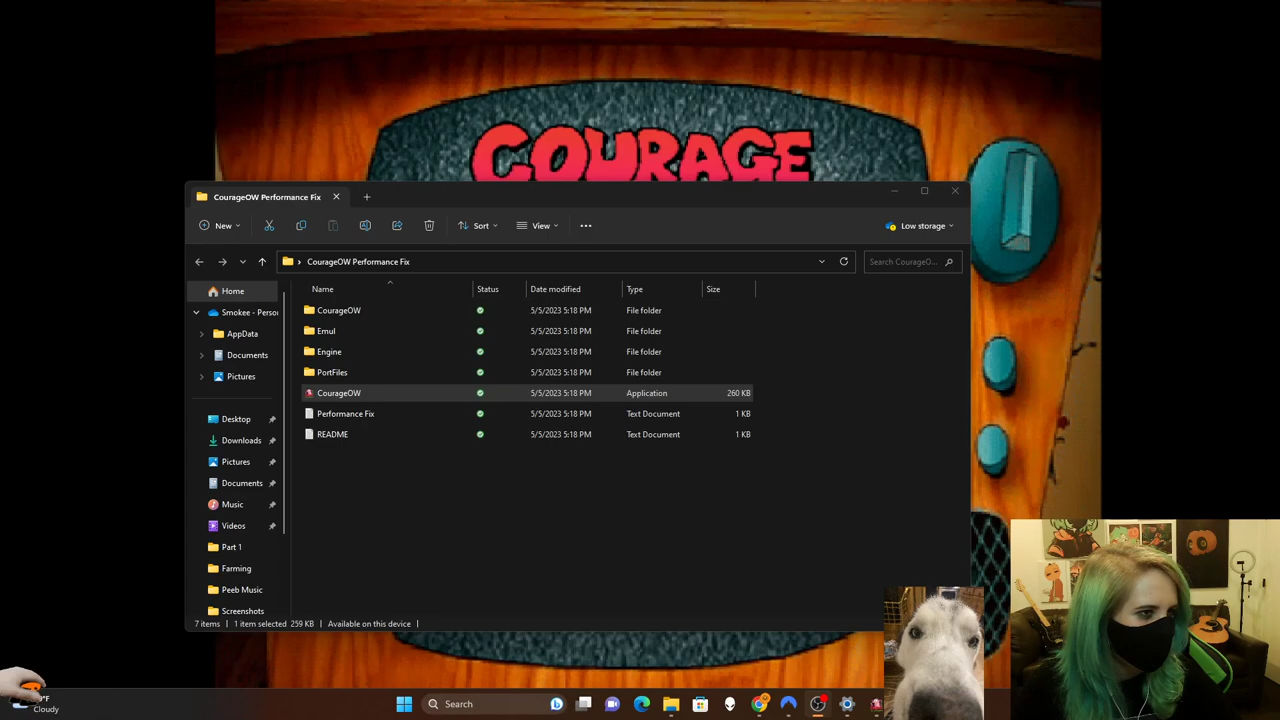 COURAGE
CourageOW Performance Fix
New
Sort
View
Low storage
CourageOW Performance Fix
Search CourageO...
Home
Smokee - Perso
AppData
Documents
Pictures
Desktop
Downloads
Pictures
Documents
Music
Videos
Part 1
Farming
Peeb Music
Screenshots
Name Status Date modified Type Size
CourageOW 5/5/2023 5:18 PM File folder
Emul 5/5/2023 5:18 PM File folder
Engine 5/5/2023 5:18 PM File folder
PortFiles 5/5/2023 5:18 PM File folder
CourageOW 5/5/2023 5:18 PM Application 260 KB
Performance Fix 5/5/2023 5:18 PM Text Document 1 KB
README 5/5/2023 5:18 PM Text Document 1 KB
7 items 1 item selected 259 KB Available on this device
Cloudy
Search